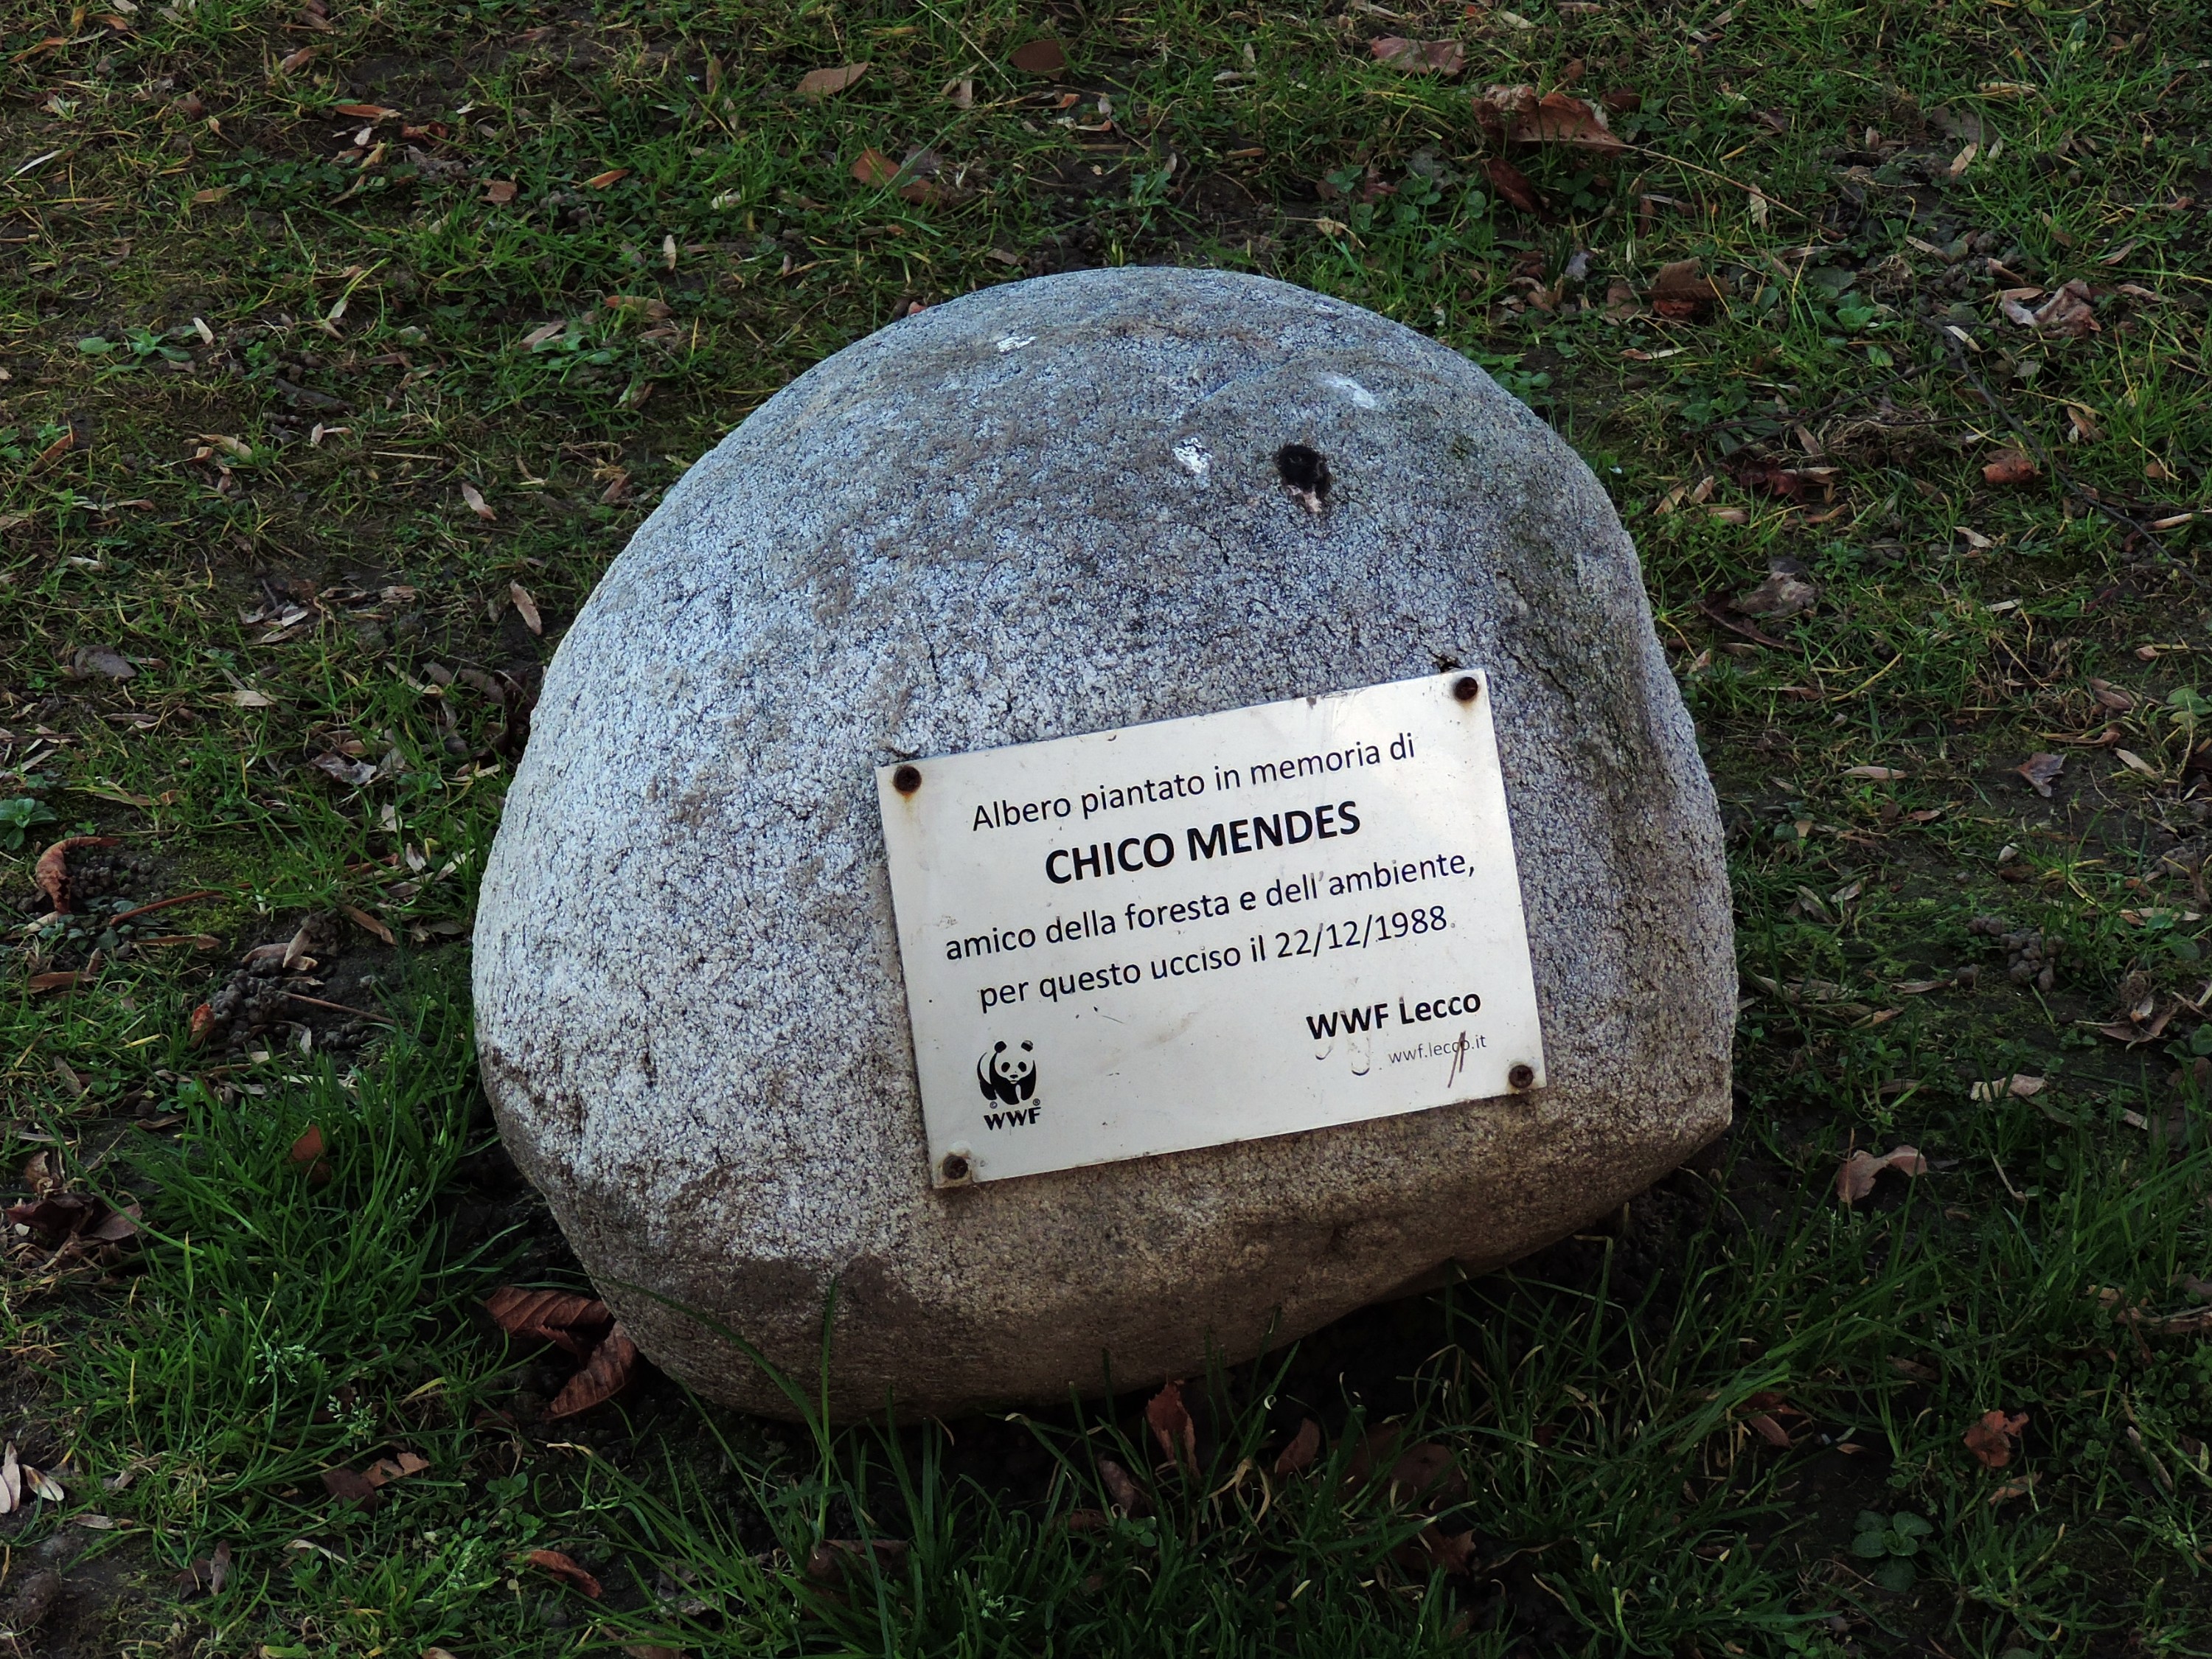 Albero piantato in memoria di
CHICO MENDES
amico della foresta e dell'ambiente,
per questo ucciso il 22/12/1988
WWF Lecco
wwf.lecco.it
© ®
WWF